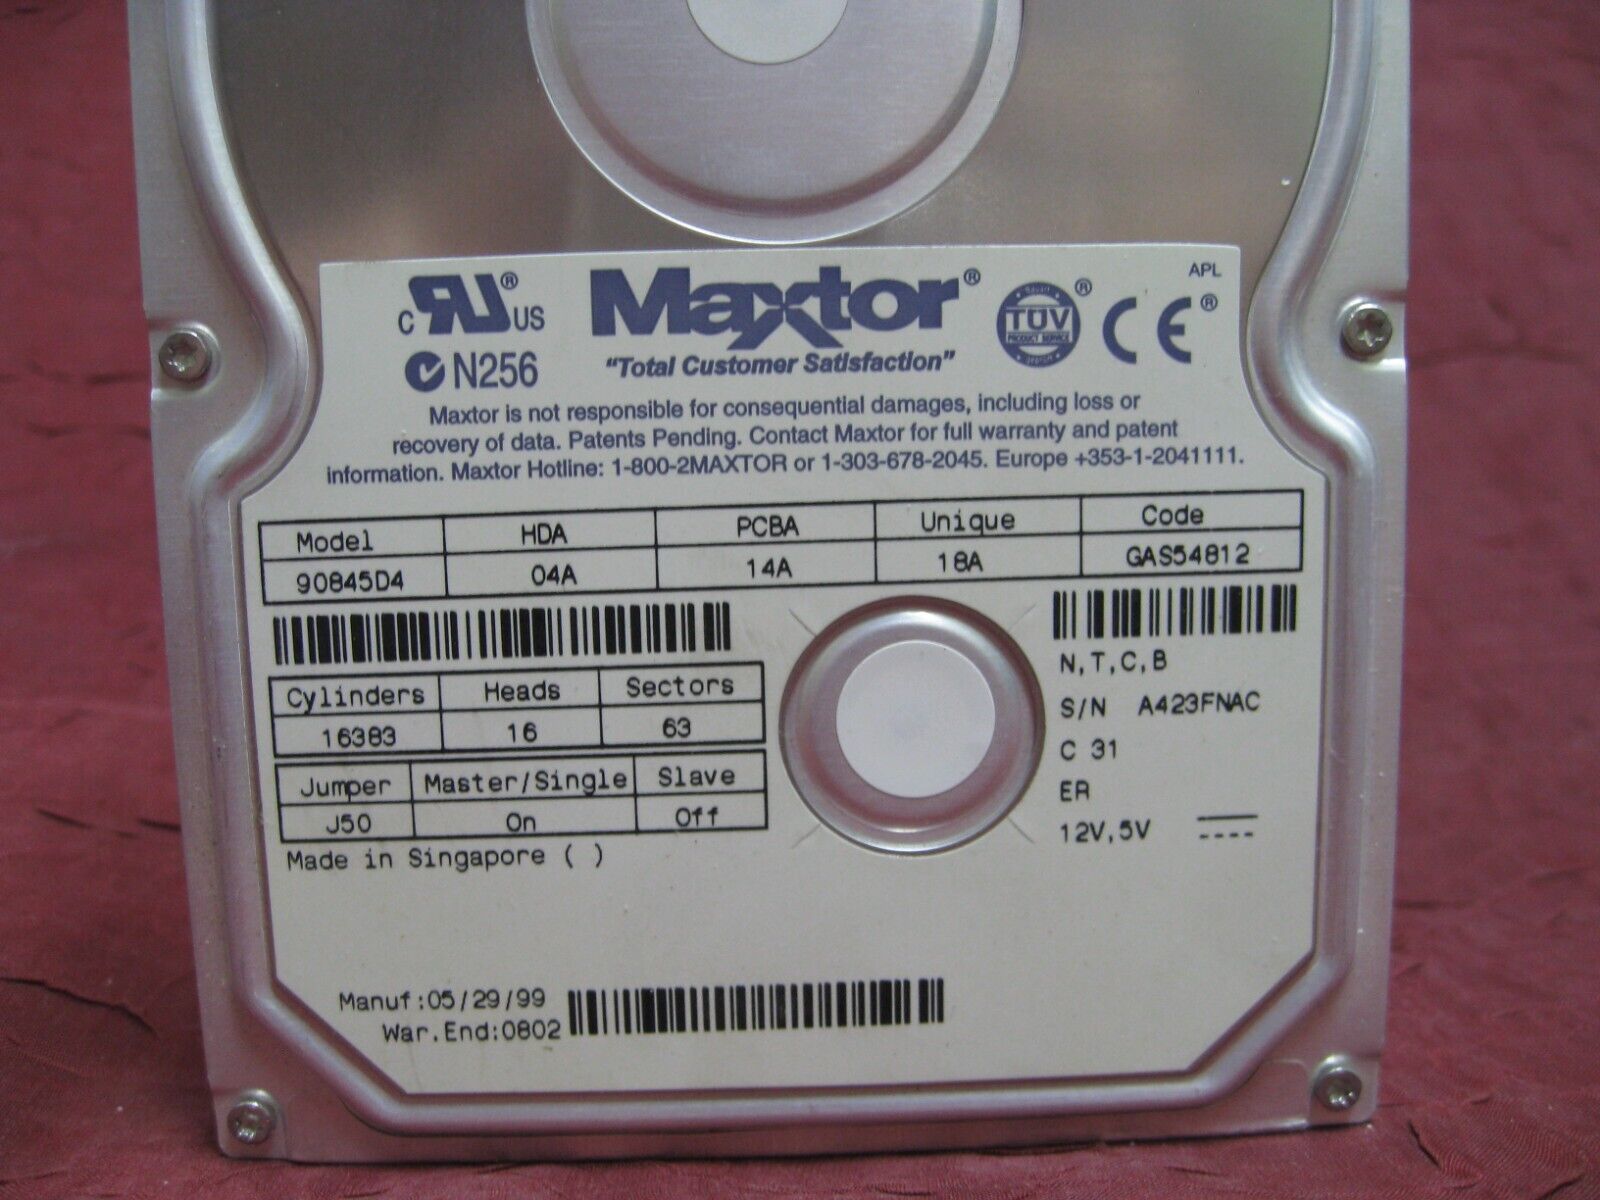 APL
c RU® US Maxtor® TÜV® CE®
PRODUCT SERVICE
N256 "Total Customer Satisfaction"
Maxtor is not responsible for consequential damages, including loss or
recovery of data. Patents Pending. Contact Maxtor for full warranty and patent
information. Maxtor Hotline: 1-800-2MAXTOR or 1-303-678-2045. Europe +353-1-2041111.
Model HDA PCBA Unique Code
90845D4 04A 14A 18A GAS54812
N,T,C,B
Cylinders Heads Sectors
16383 16 63
S/N A423FNAC
C 31
Jumper Master/Single Slave
J50 On Off
ER
12V,5V
Made in Singapore ( )
Manuf:05/29/99
War.End:0802